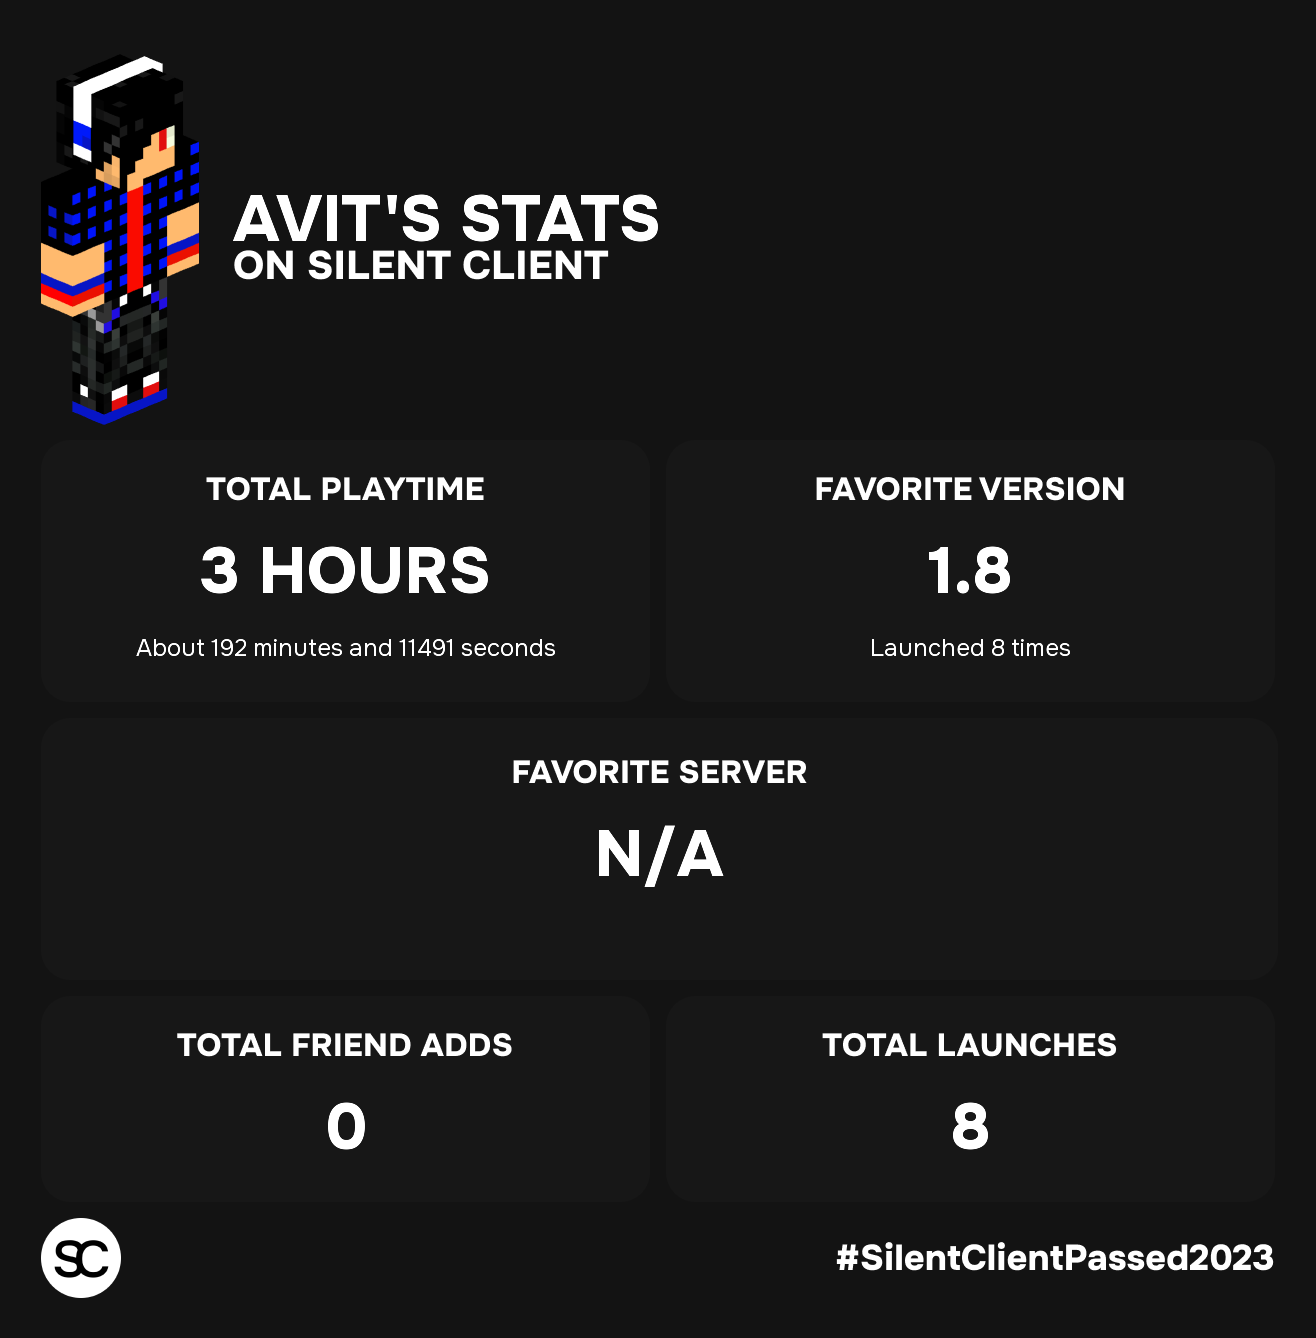 AVIT'S STATS
ON SILENT CLIENT
TOTAL PLAYTIME
3 HOURS
About 192 minutes and 11491 seconds
FAVORITE VERSION
1.8
Launched 8 times
FAVORITE SERVER
N/A
TOTAL FRIEND ADDS
0
TOTAL LAUNCHES
8
SC
#SilentClientPassed2023